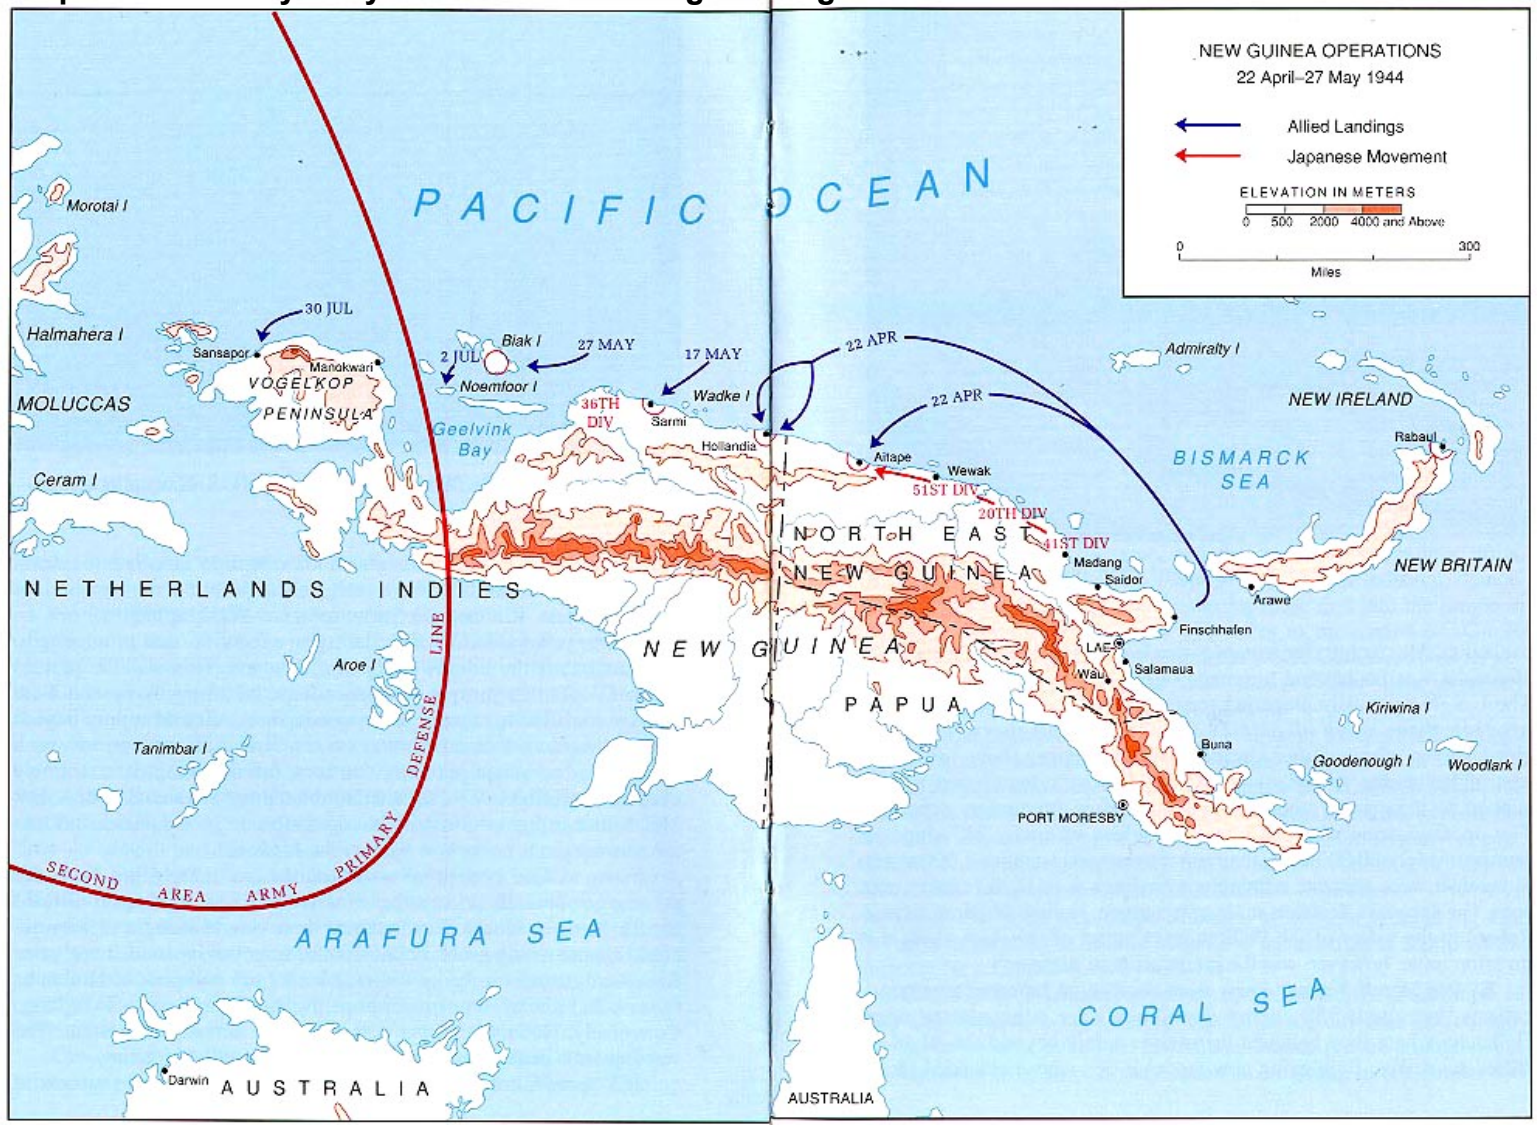 NEW GUINEA OPERATIONS
22 April–27 May 1944
Allied Landings
Japanese Movement
ELEVATION IN METERS
0 500 2000 4000 and Above
0 300
Miles
PACIFIC OCEAN
Morotai I
Halmahera I
MOLUCCAS
Ceram I
30 JUL
Sansapor
Manokwari
VOGELKOP
PENINSULA
Biak I
2 JUL
27 MAY
Noemfoor I
Geelvink
Bay
17 MAY
Wadke I
36TH
DIV
Sarmi
Hollandia
22 APR
22 APR
Aitape
Wewak
51ST DIV
20TH DIV
41ST DIV
Madang
Saidor
Admiralty I
NEW IRELAND
Rabaul
BISMARCK
SEA
NEW BRITAIN
Arawe
Finschhafen
LAE
Salamaua
Wau
NORTH EAST
NEW GUINEA
NETHERLANDS INDIES
NEW GUINEA
PAPUA
Aroe I
Tanimbar I
Kiriwina I
Buna
Goodenough I
Woodlark I
PORT MORESBY
SECOND AREA ARMY PRIMARY DEFENSE LINE
ARAFURA SEA
CORAL SEA
Darwin
AUSTRALIA
AUSTRALIA